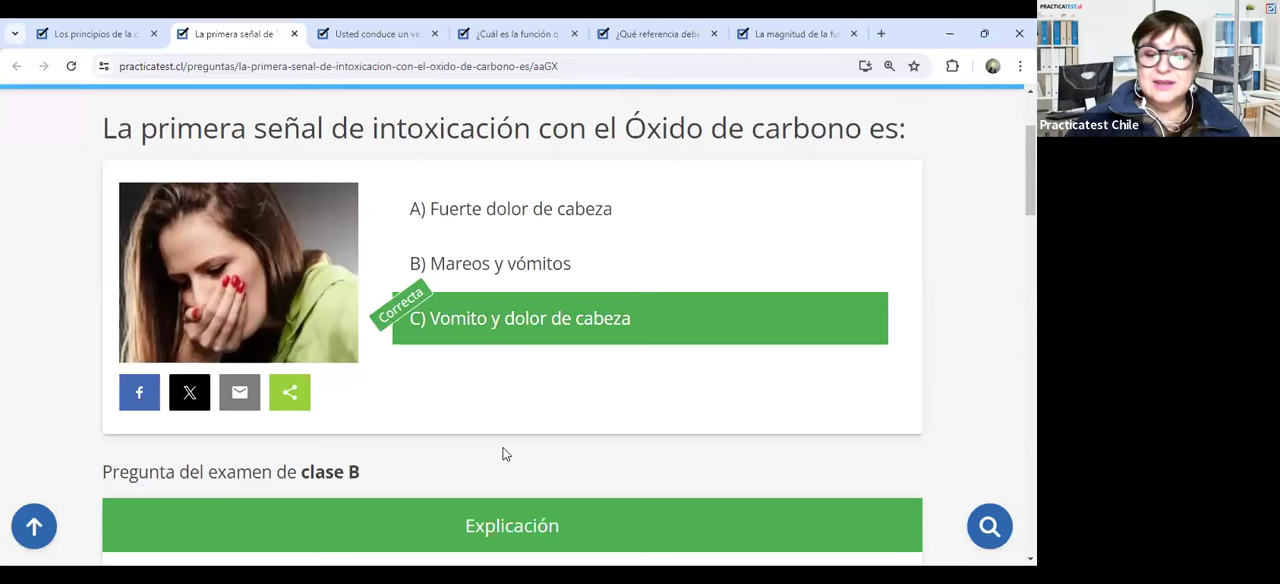 Los principios de la c
La primera señal de
Usted conduce un ve
¿Cuál es la función q
¿Qué referencia debe
La magnitud de la fu
practicatest.cl/preguntas/la-primera-senal-de-intoxicacion-con-el-oxido-de-carbono-es/aaGX
PRACTICATEST.cl
Practicatest Chile
La primera señal de intoxicación con el Óxido de carbono es:
A) Fuerte dolor de cabeza
B) Mareos y vómitos
Correcta
C) Vomito y dolor de cabeza
Pregunta del examen de clase B
Explicación